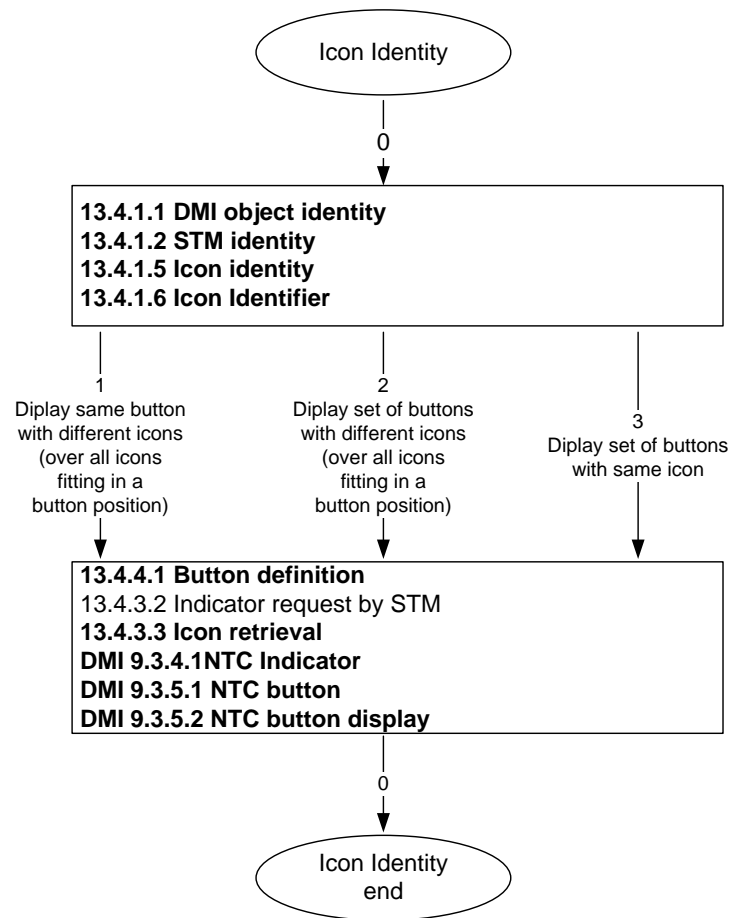 Icon Identity
0
13.4.1.1 DMI object identity
13.4.1.2 STM identity
13.4.1.5 Icon identity
13.4.1.6 Icon Identifier
1
Diplay same button
with different icons
(over all icons
fitting in a
button position)
2
Diplay set of buttons
with different icons
(over all icons
fitting in a
button position)
3
Diplay set of buttons
with same icon
13.4.4.1 Button definition
13.4.3.2 Indicator request by STM
13.4.3.3 Icon retrieval
DMI 9.3.4.1NTC Indicator
DMI 9.3.5.1 NTC button
DMI 9.3.5.2 NTC button display
0
Icon Identity
end